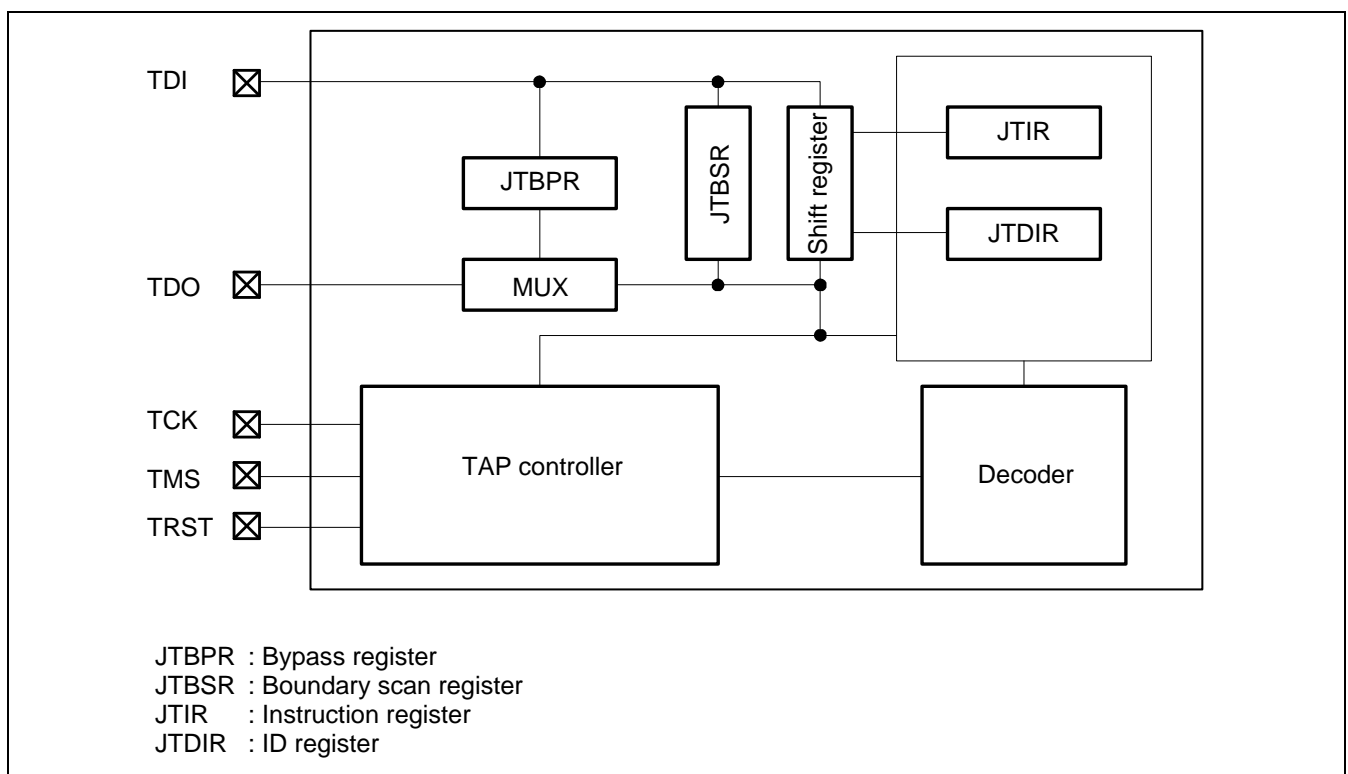 TDI
JTIR
JTBPR
JTBSR
Shift register
JTDIR
TDO
MUX
TCK
TMS
TRST
TAP controller
Decoder
JTBPR : Bypass register
JTBSR : Boundary scan register
JTIR : Instruction register
JTDIR : ID register